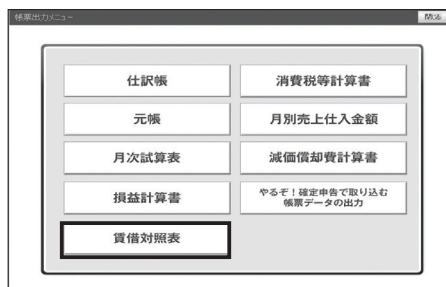 帳票出力メニュー
閉じる
仕訳帳
消費税等計算書
元帳
月別売上仕入金額
月次試算表
減価償却費計算書
損益計算書
やるぞ！確定申告で取り込む
帳票データの出力
賃借対照表